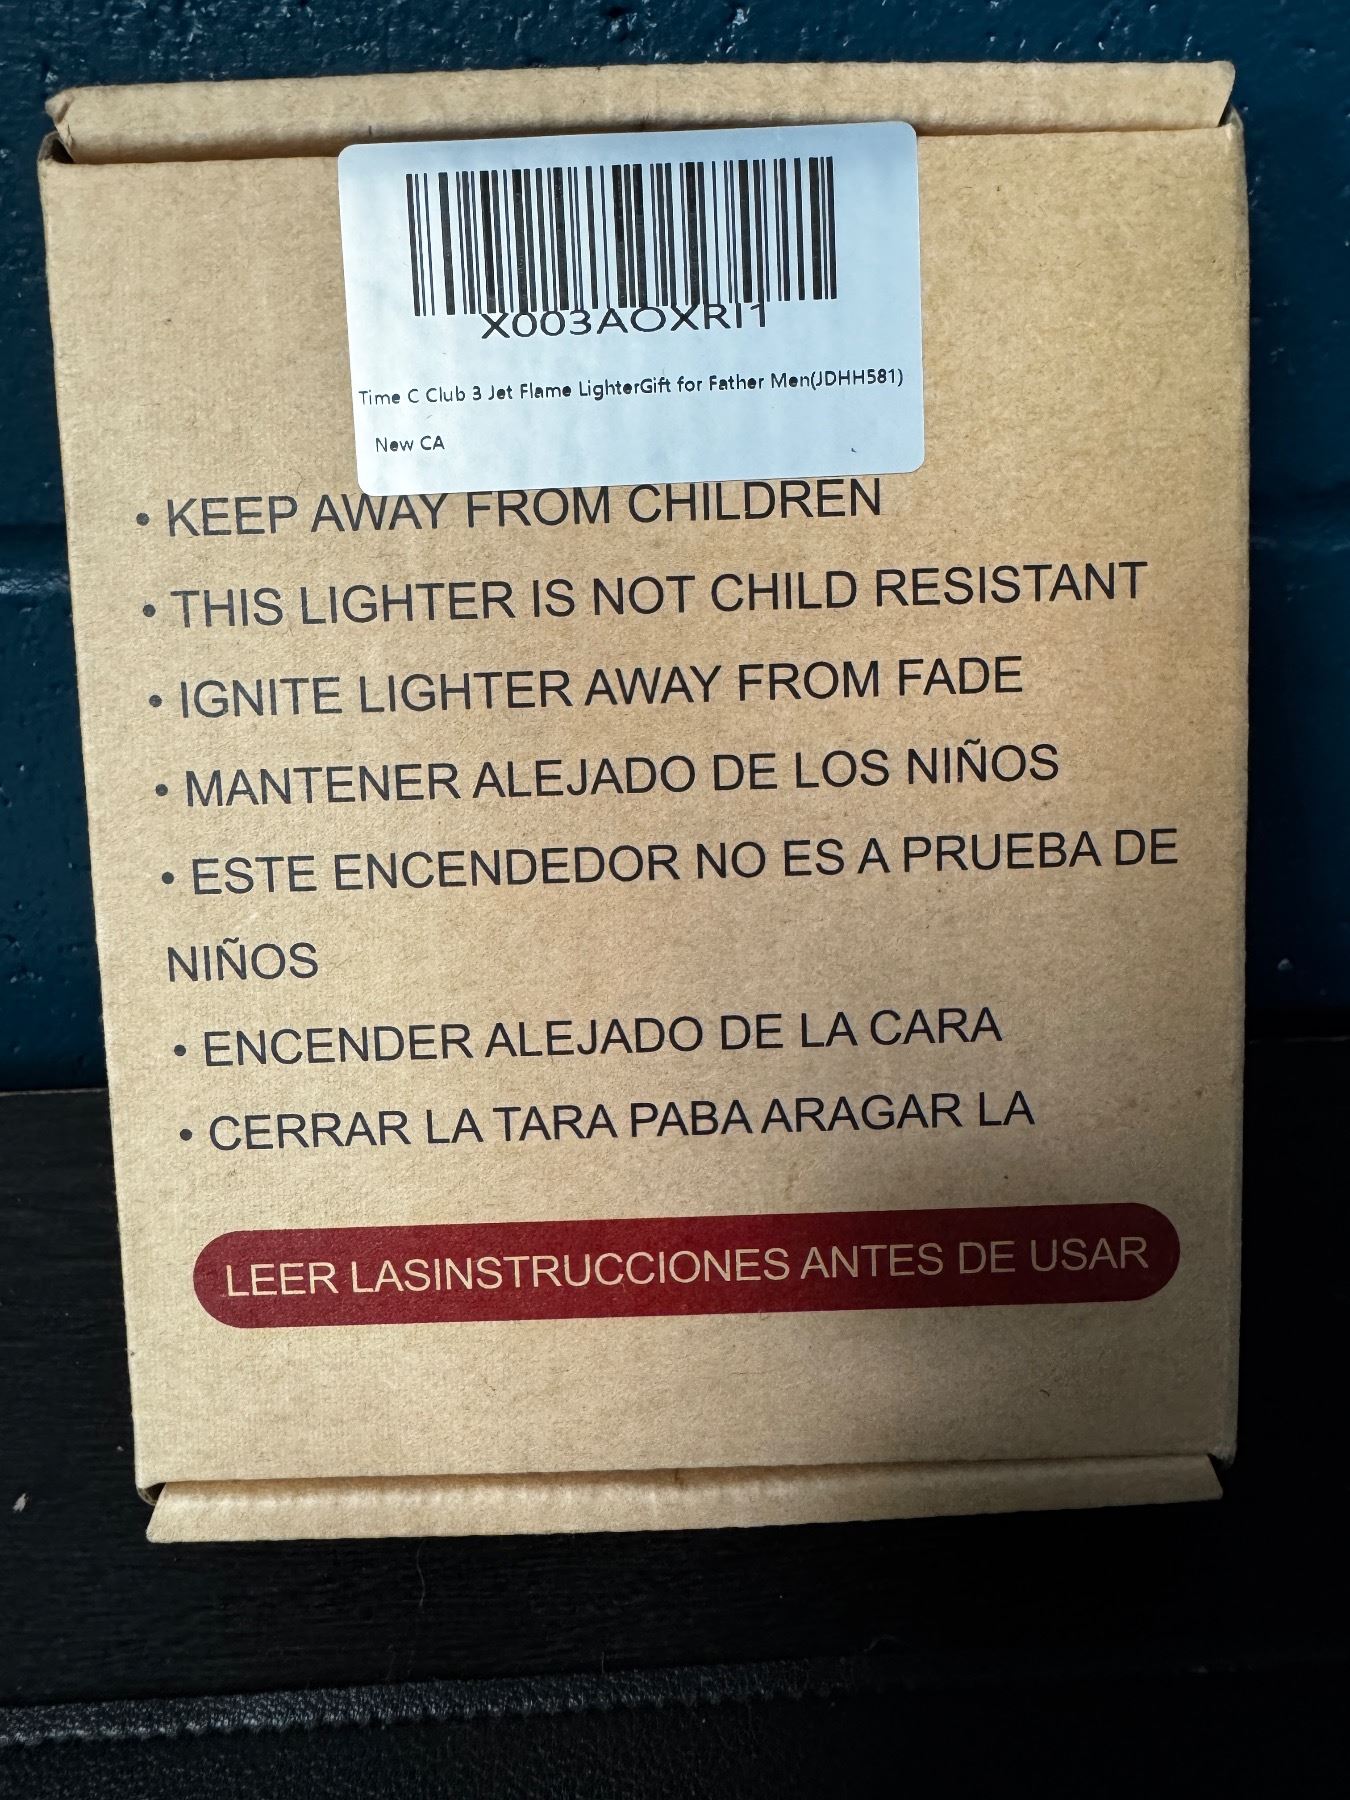 X003AOXRI1
Time C Club 3 Jet Flame LighterGift for Father Men(JDHH581)
New CA
• KEEP AWAY FROM CHILDREN
• THIS LIGHTER IS NOT CHILD RESISTANT
• IGNITE LIGHTER AWAY FROM FADE
• MANTENER ALEJADO DE LOS NIÑOS
• ESTE ENCENDEDOR NO ES A PRUEBA DE
NIÑOS
• ENCENDER ALEJADO DE LA CARA
• CERRAR LA TARA PABA ARAGAR LA
LEER LASINSTRUCCIONES ANTES DE USAR